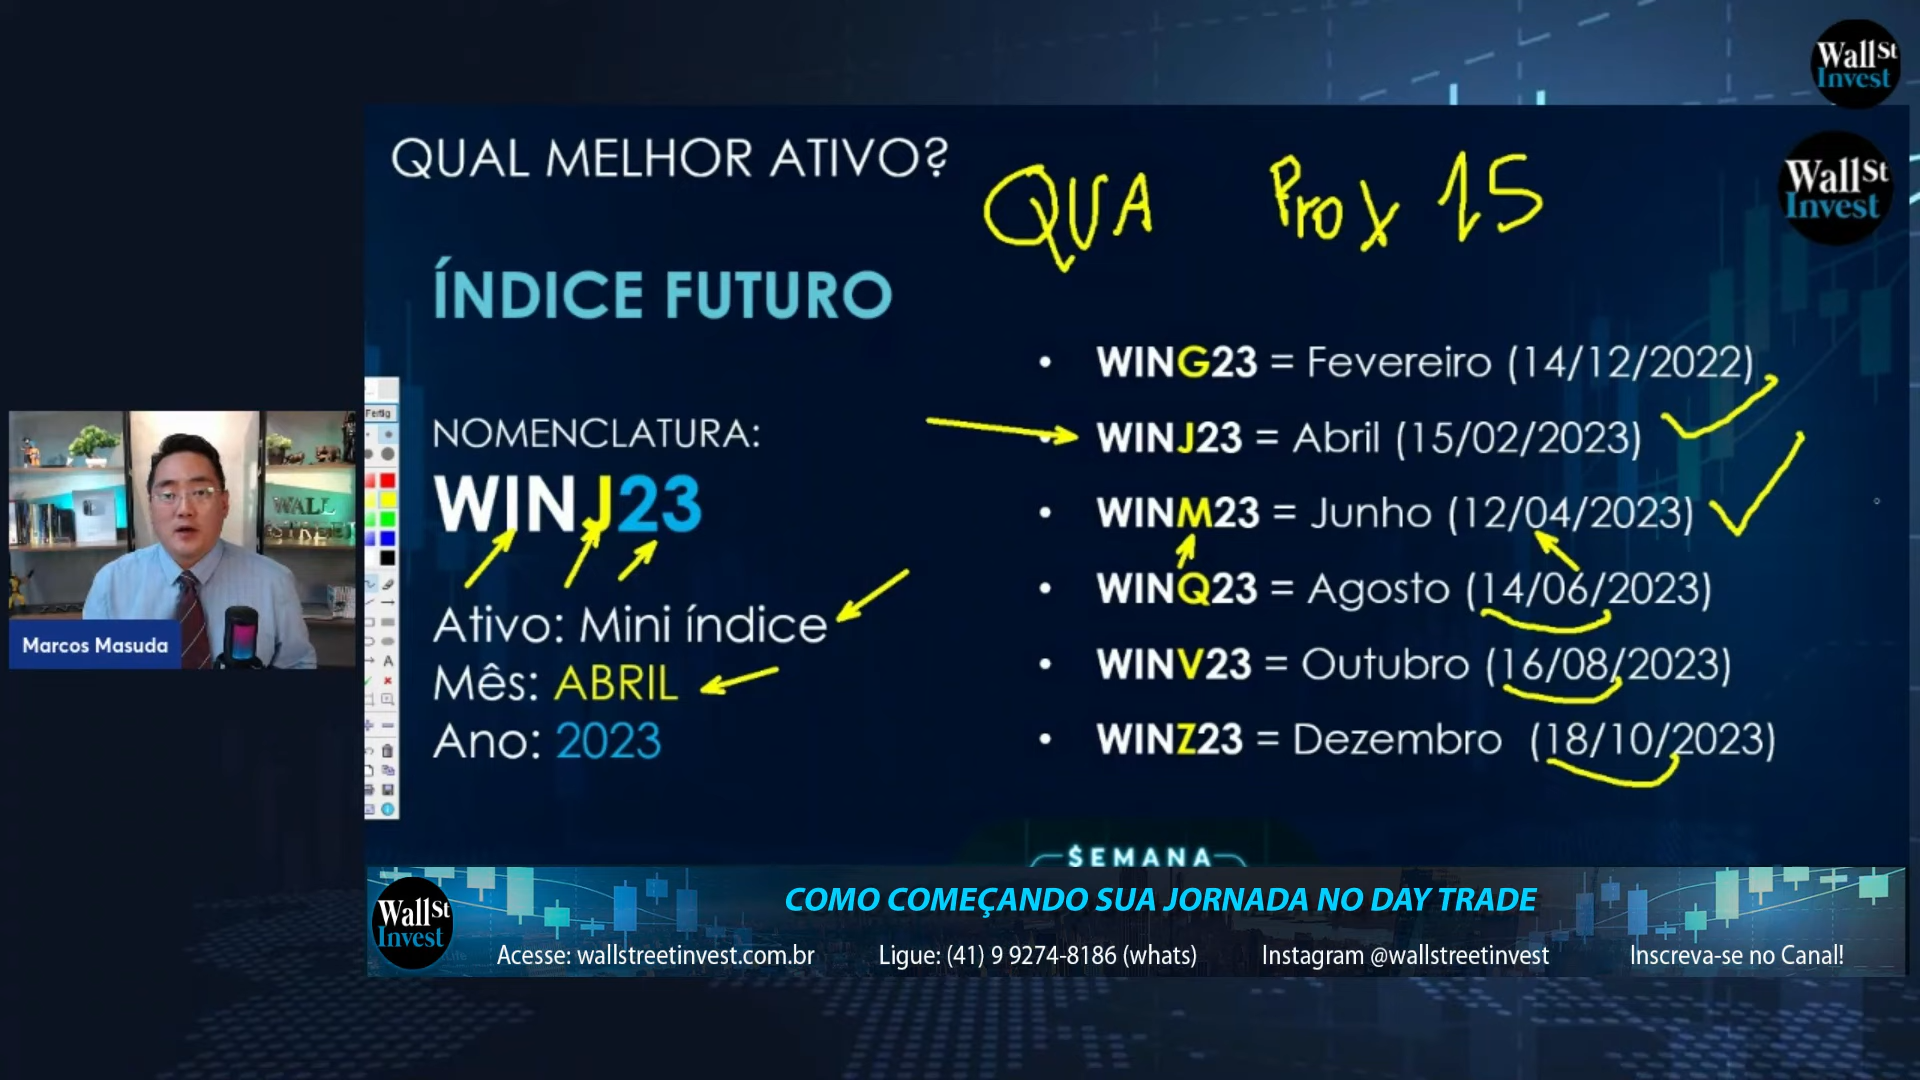 Wall St
Invest
Wall St
Invest
QUAL MELHOR ATIVO?
QUA Prox 15
ÍNDICE FUTURO
NOMENCLATURA:
WINJ23
Ativo: Mini índice
Mês: ABRIL
Ano: 2023
• WING23 = Fevereiro (14/12/2022)
• WINJ23 = Abril (15/02/2023)
• WINM23 = Junho (12/04/2023)
• WINQ23 = Agosto (14/06/2023)
• WINV23 = Outubro (16/08/2023)
• WINZ23 = Dezembro (18/10/2023)
Fertig
A
WALL
STREET
Marcos Masuda
$EMANA
Wall St
Invest
COMO COMEÇANDO SUA JORNADA NO DAY TRADE
Acesse: wallstreetinvest.com.br Ligue: (41) 9 9274-8186 (whats) Instagram @wallstreetinvest Inscreva-se no Canal!